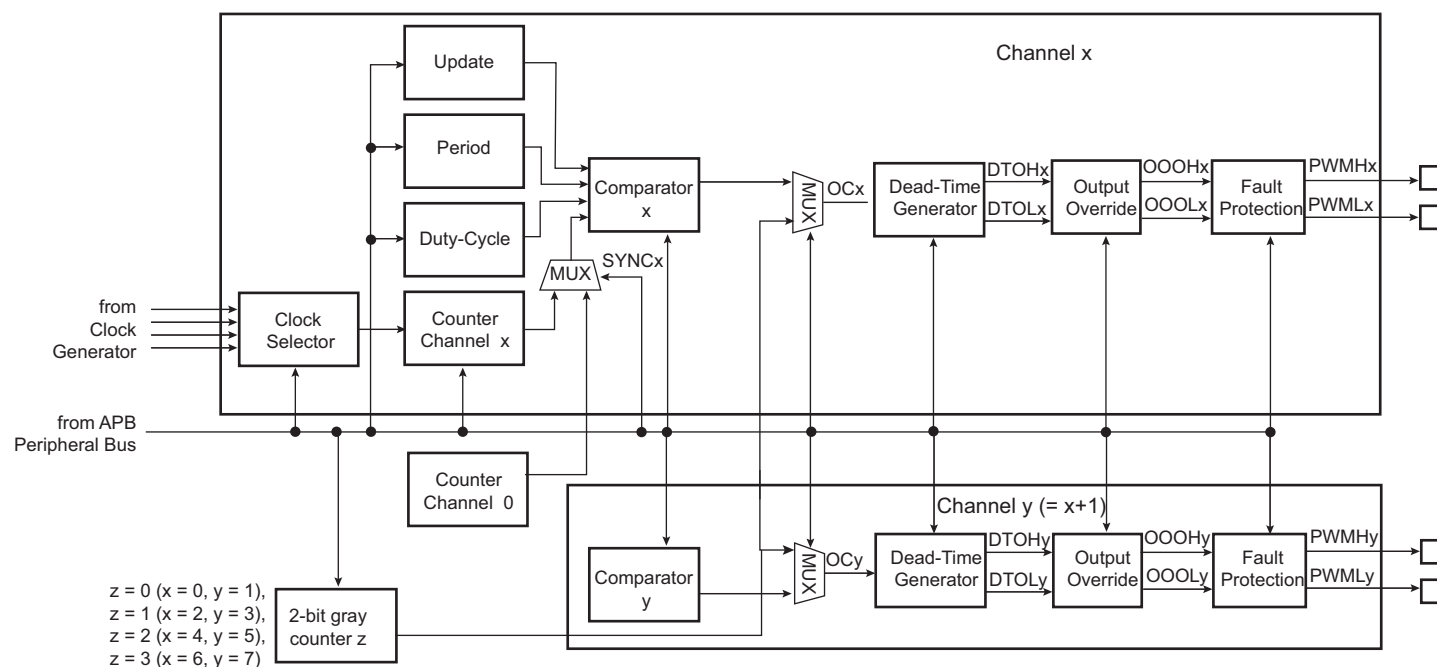 Channel x
Update
Period
Comparator
x
Duty-Cycle
MUX
SYNCx
from
Clock
Generator
Clock
Selector
Counter
Channel x
MUX
OCx
Dead-Time
Generator
DTOHx
DTOLx
Output
Override
OOOHx
OOOLx
Fault
Protection
PWMHx
PWMLx
from APB
Peripheral Bus
Counter
Channel 0
Channel y (= x+1)
Comparator
y
MUX
OCy
Dead-Time
Generator
DTOHy
DTOLy
Output
Override
OOOHy
OOOLy
Fault
Protection
PWMHy
PWMLy
z = 0 (x = 0, y = 1),
z = 1 (x = 2, y = 3),
z = 2 (x = 4, y = 5),
z = 3 (x = 6, y = 7)
2-bit gray
counter z